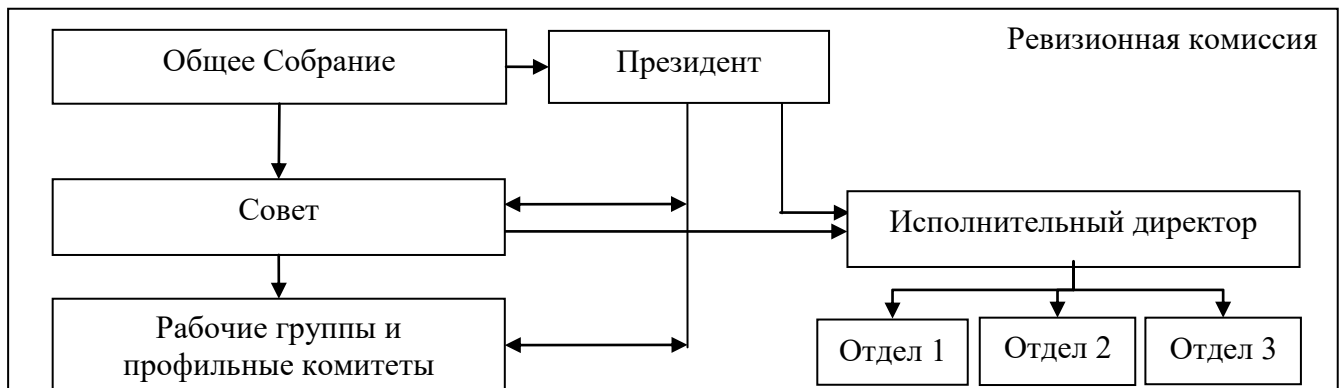 Ревизионная комиссия
Общее Собрание
Президент
Совет
Исполнительный директор
Рабочие группы и
профильные комитеты
Отдел 1
Отдел 2
Отдел 3